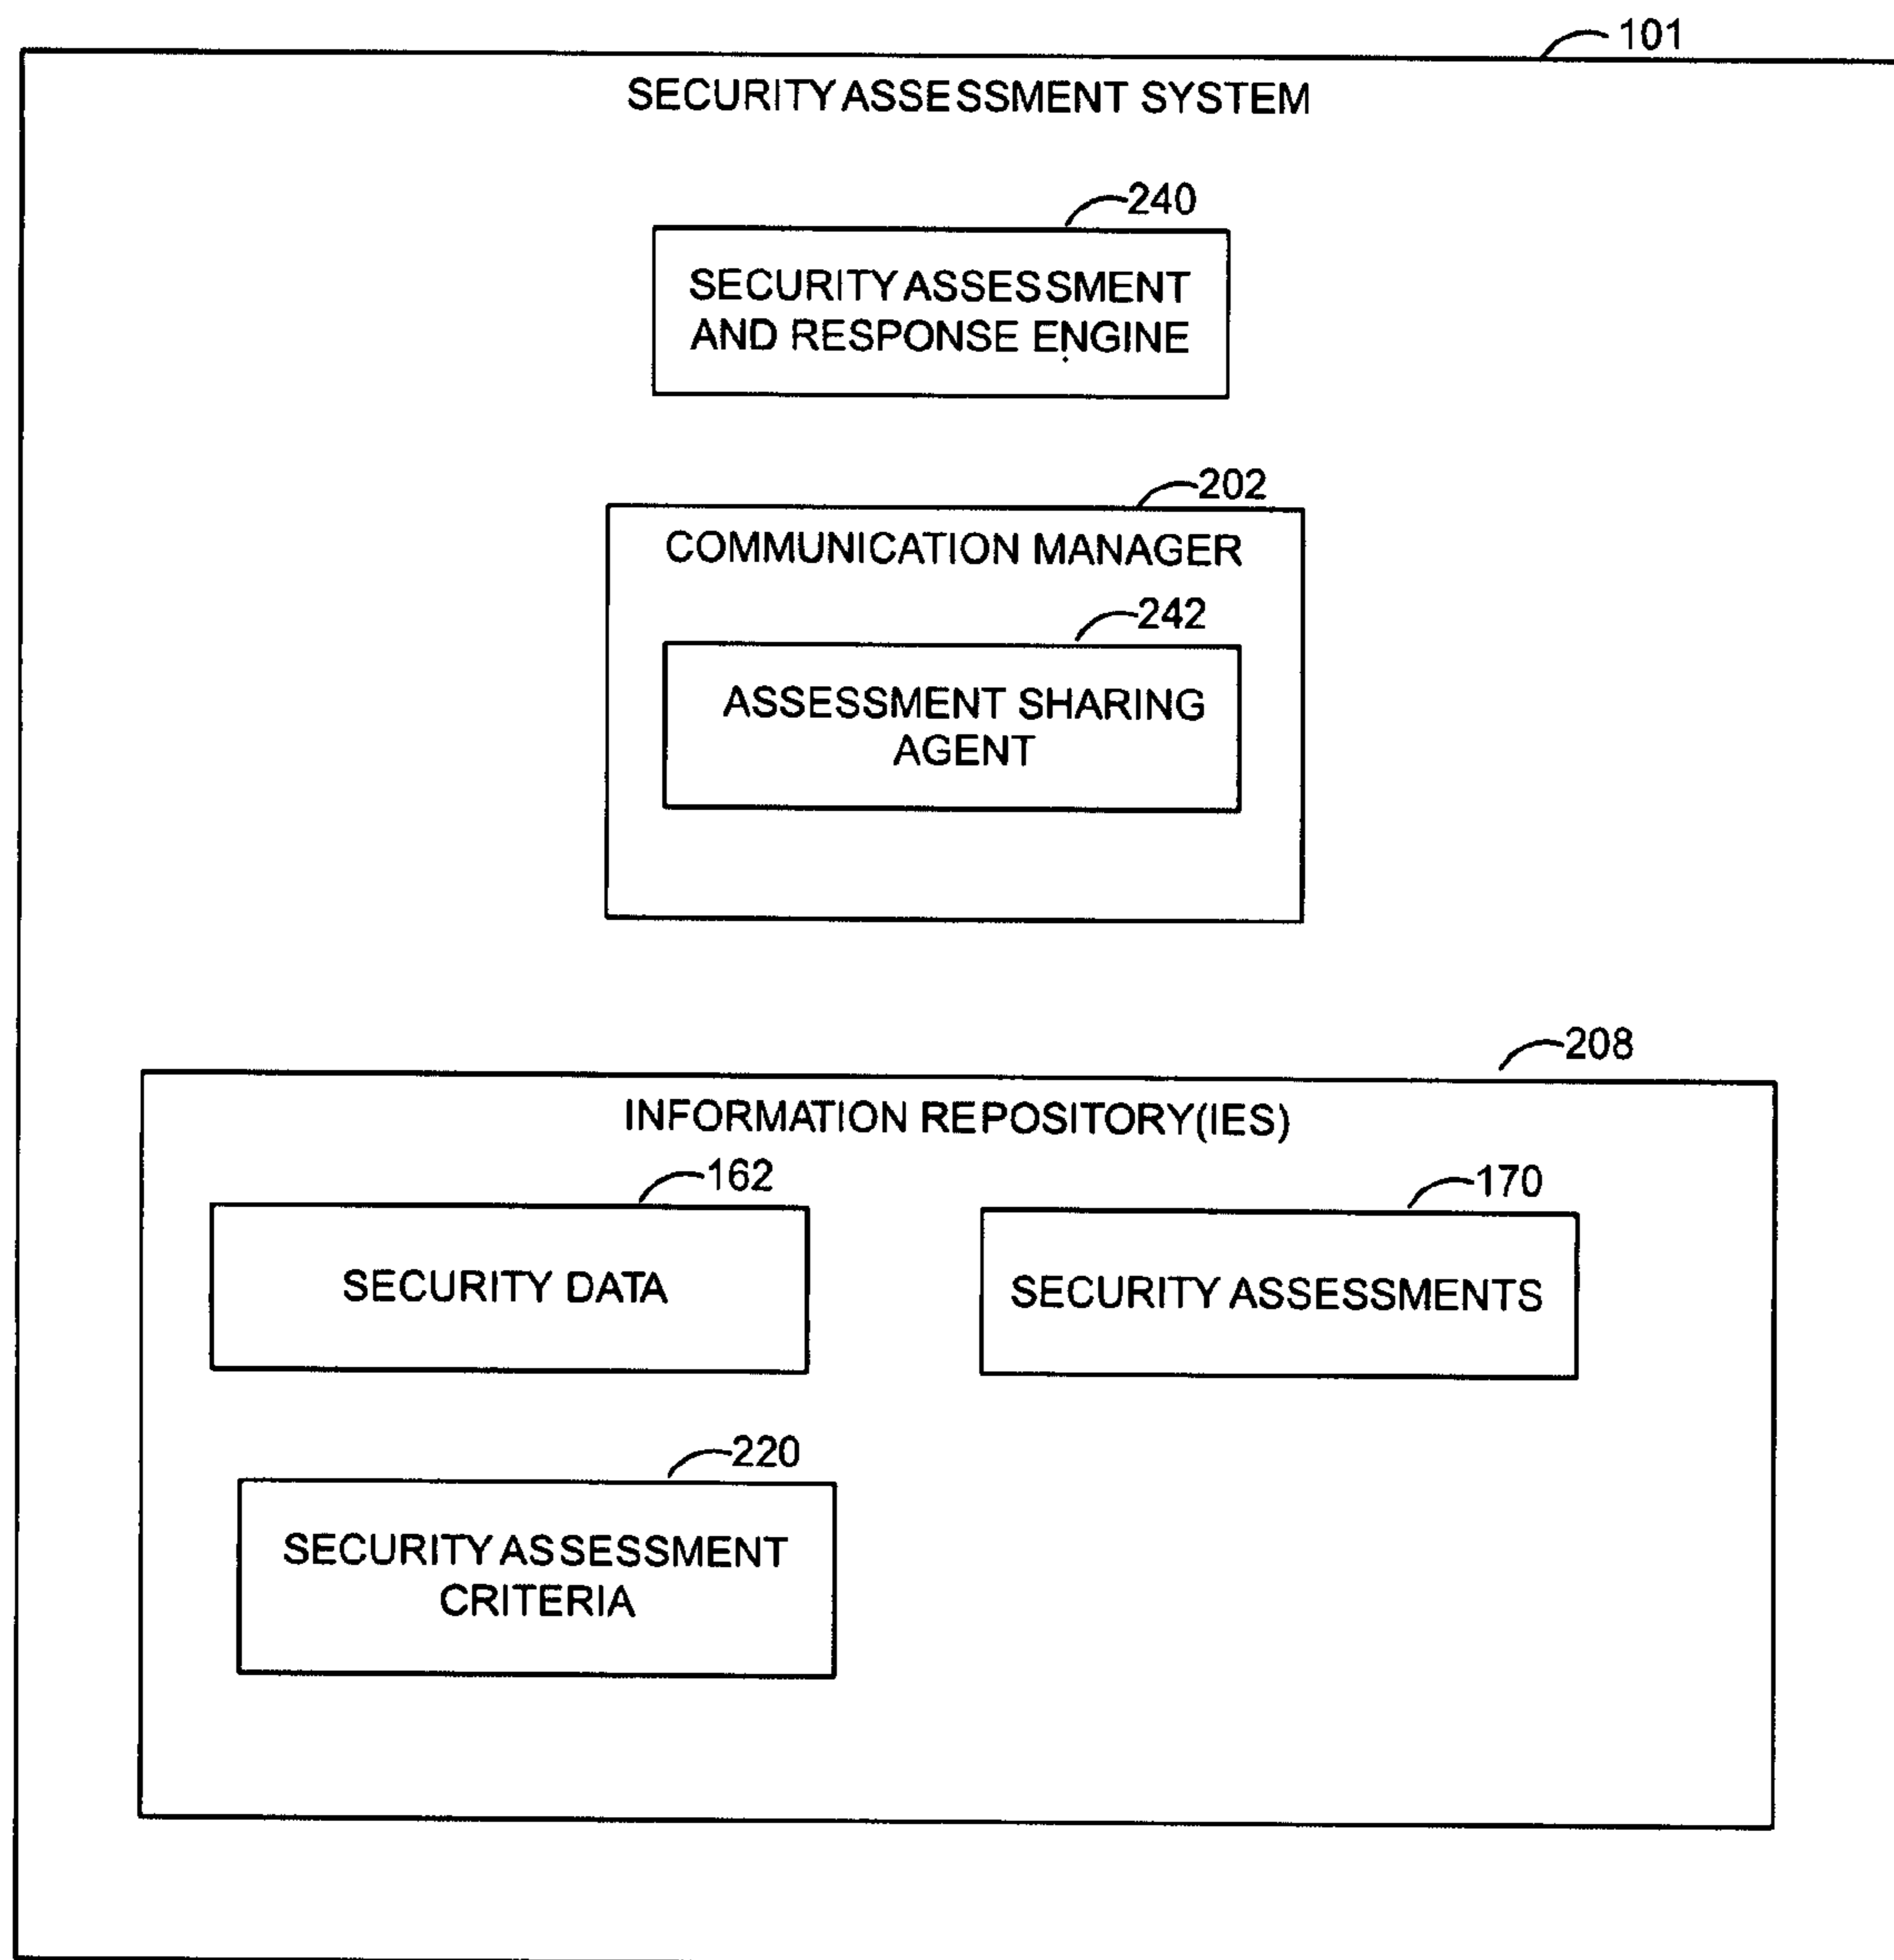 101
SECURITY ASSESSMENT SYSTEM
240
SECURITY ASSESSMENT
AND RESPONSE ENGINE
202
COMMUNICATION MANAGER
242
ASSESSMENT SHARING
AGENT
208
INFORMATION REPOSITORY(IES)
162
SECURITY DATA
170
SECURITY ASSESSMENTS
220
SECURITY ASSESSMENT
CRITERIA